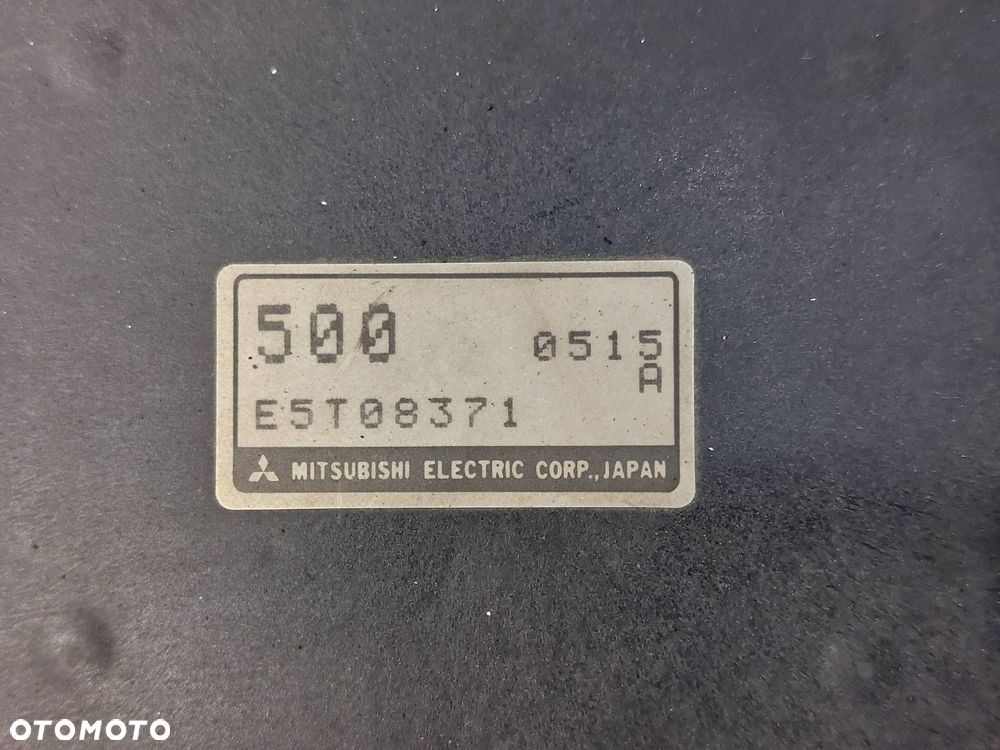 500
0515
A
E5T08371
MITSUBISHI ELECTRIC CORP., JAPAN
OTOMOTO